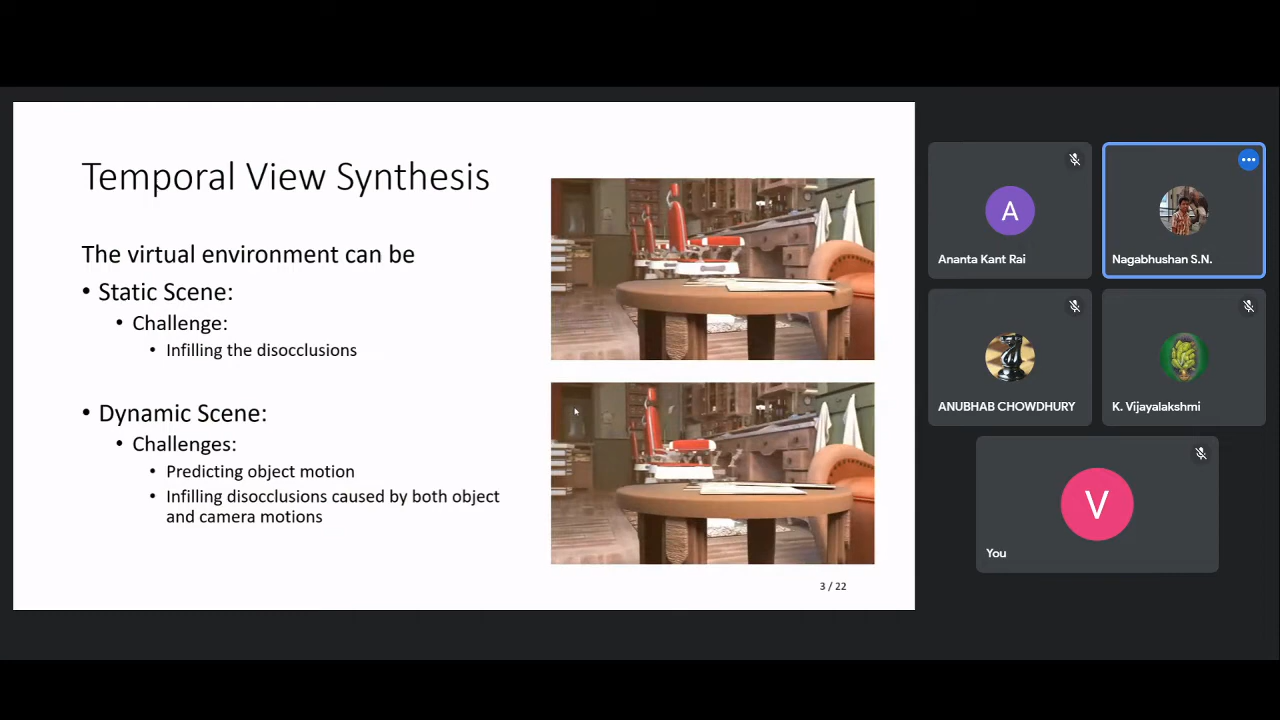 Temporal View Synthesis
The virtual environment can be
• Static Scene:
• Challenge:
• Infilling the disocclusions
• Dynamic Scene:
• Challenges:
• Predicting object motion
• Infilling disocclusions caused by both object
and camera motions
3 / 22
A
Ananta Kant Rai
Nagabhushan S.N.
ANUBHAB CHOWDHURY
K. Vijayalakshmi
V
You